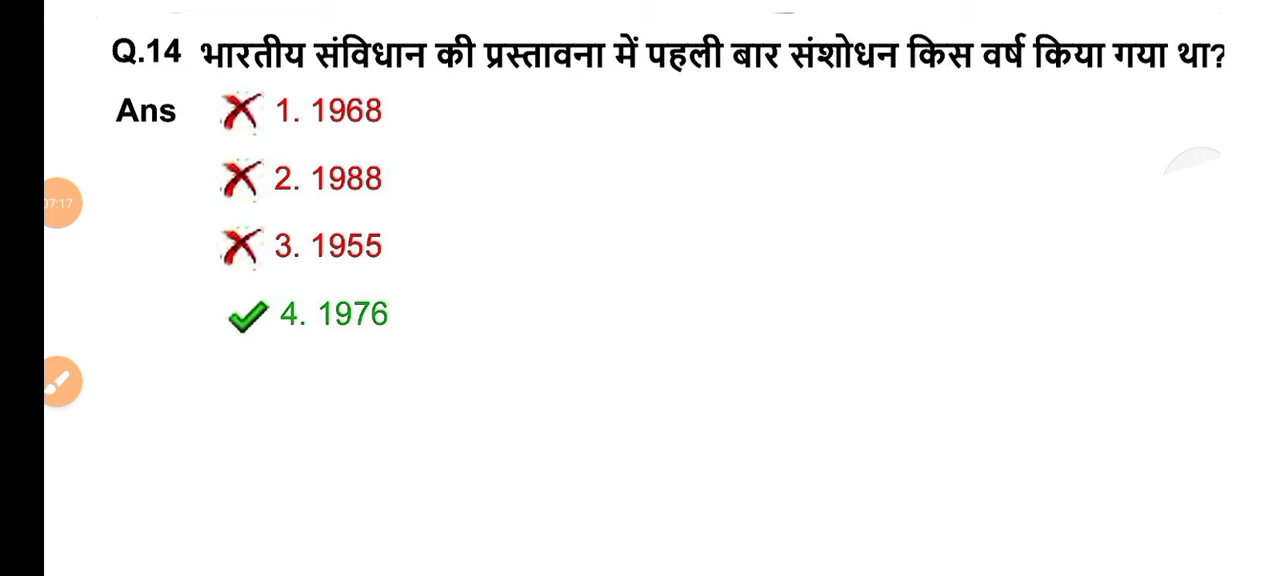 Q.14 भारतीय संविधान की प्रस्तावना में पहली बार संशोधन किस वर्ष किया गया था?
Ans 1. 1968
2. 1988
3. 1955
4. 1976
07:17